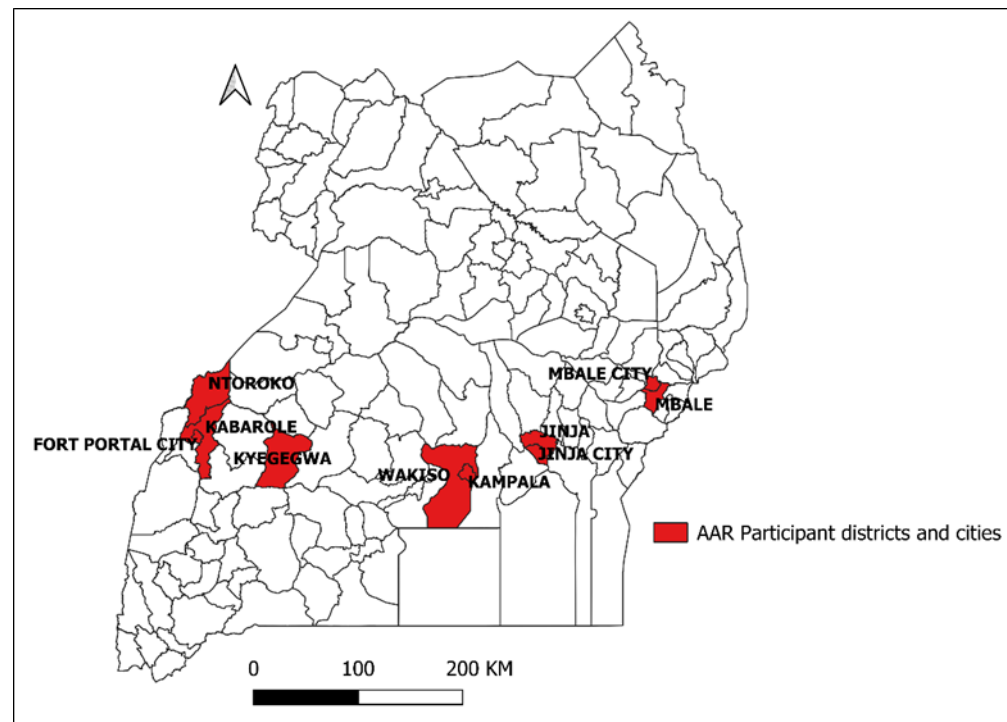 MBALE CITY
NTOROKO
MBALE
KABAROLE
JINJA
FORT PORTAL CITY
JINJA CITY
KYEGEGWA
WAKISO
KAMPALA
AAR Participant districts and cities
0 100 200 KM